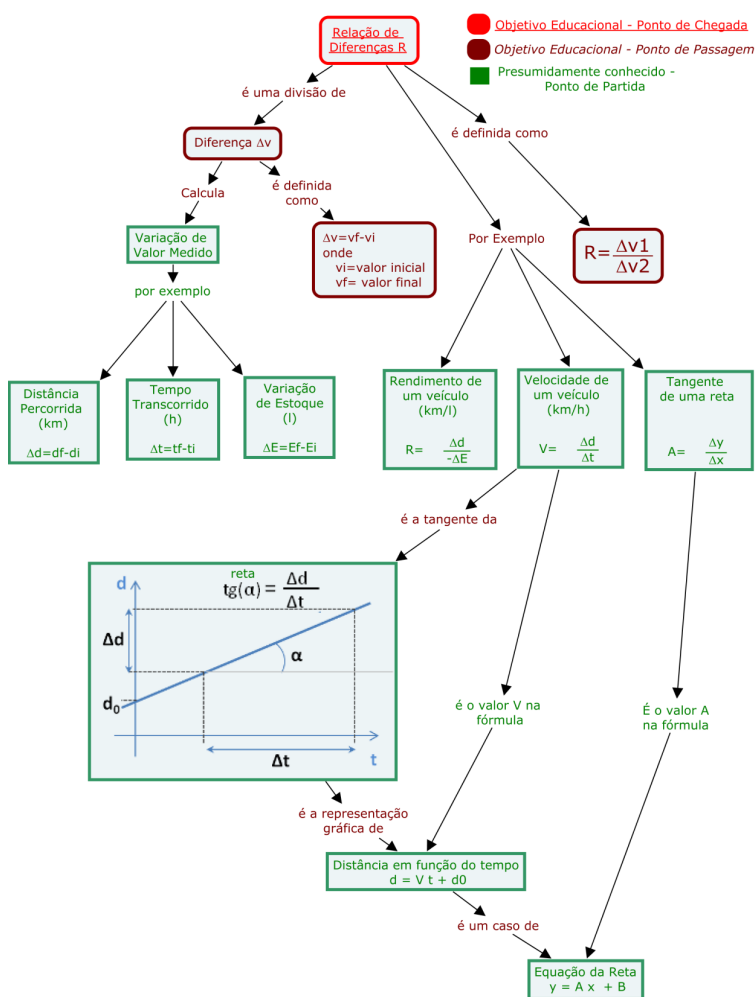 Relação de
Diferenças R
Objetivo Educacional - Ponto de Chegada
Objetivo Educacional - Ponto de Passagem
Presumidamente conhecido -
Ponto de Partida
é uma divisão de
é definida como
Diferença Δv
Calcula
é definida
como
Variação de
Valor Medido
Δv=vf-vi
onde
vi=valor inicial
vf= valor final
Por Exemplo
R=Δv1
Δv2
por exemplo
Distância
Percorrida
(km)
Δd=df-di
Tempo
Transcorrido
(h)
Δt=tf-ti
Variação
de Estoque
(l)
ΔE=Ef-Ei
Rendimento de
um veículo
(km/l)
R= Δd
-ΔE
Velocidade de
um veículo
(km/h)
V= Δd
Δt
Tangente
de uma reta
A= Δy
Δx
é a tangente da
reta
d
tg(α) = Δd
Δt
Δd
α
d0
Δt
t
é o valor V na
fórmula
É o valor A
na fórmula
é a representação
gráfica de
Distância em função do tempo
d = V t + d0
é um caso de
Equação da Reta
y = A x + B